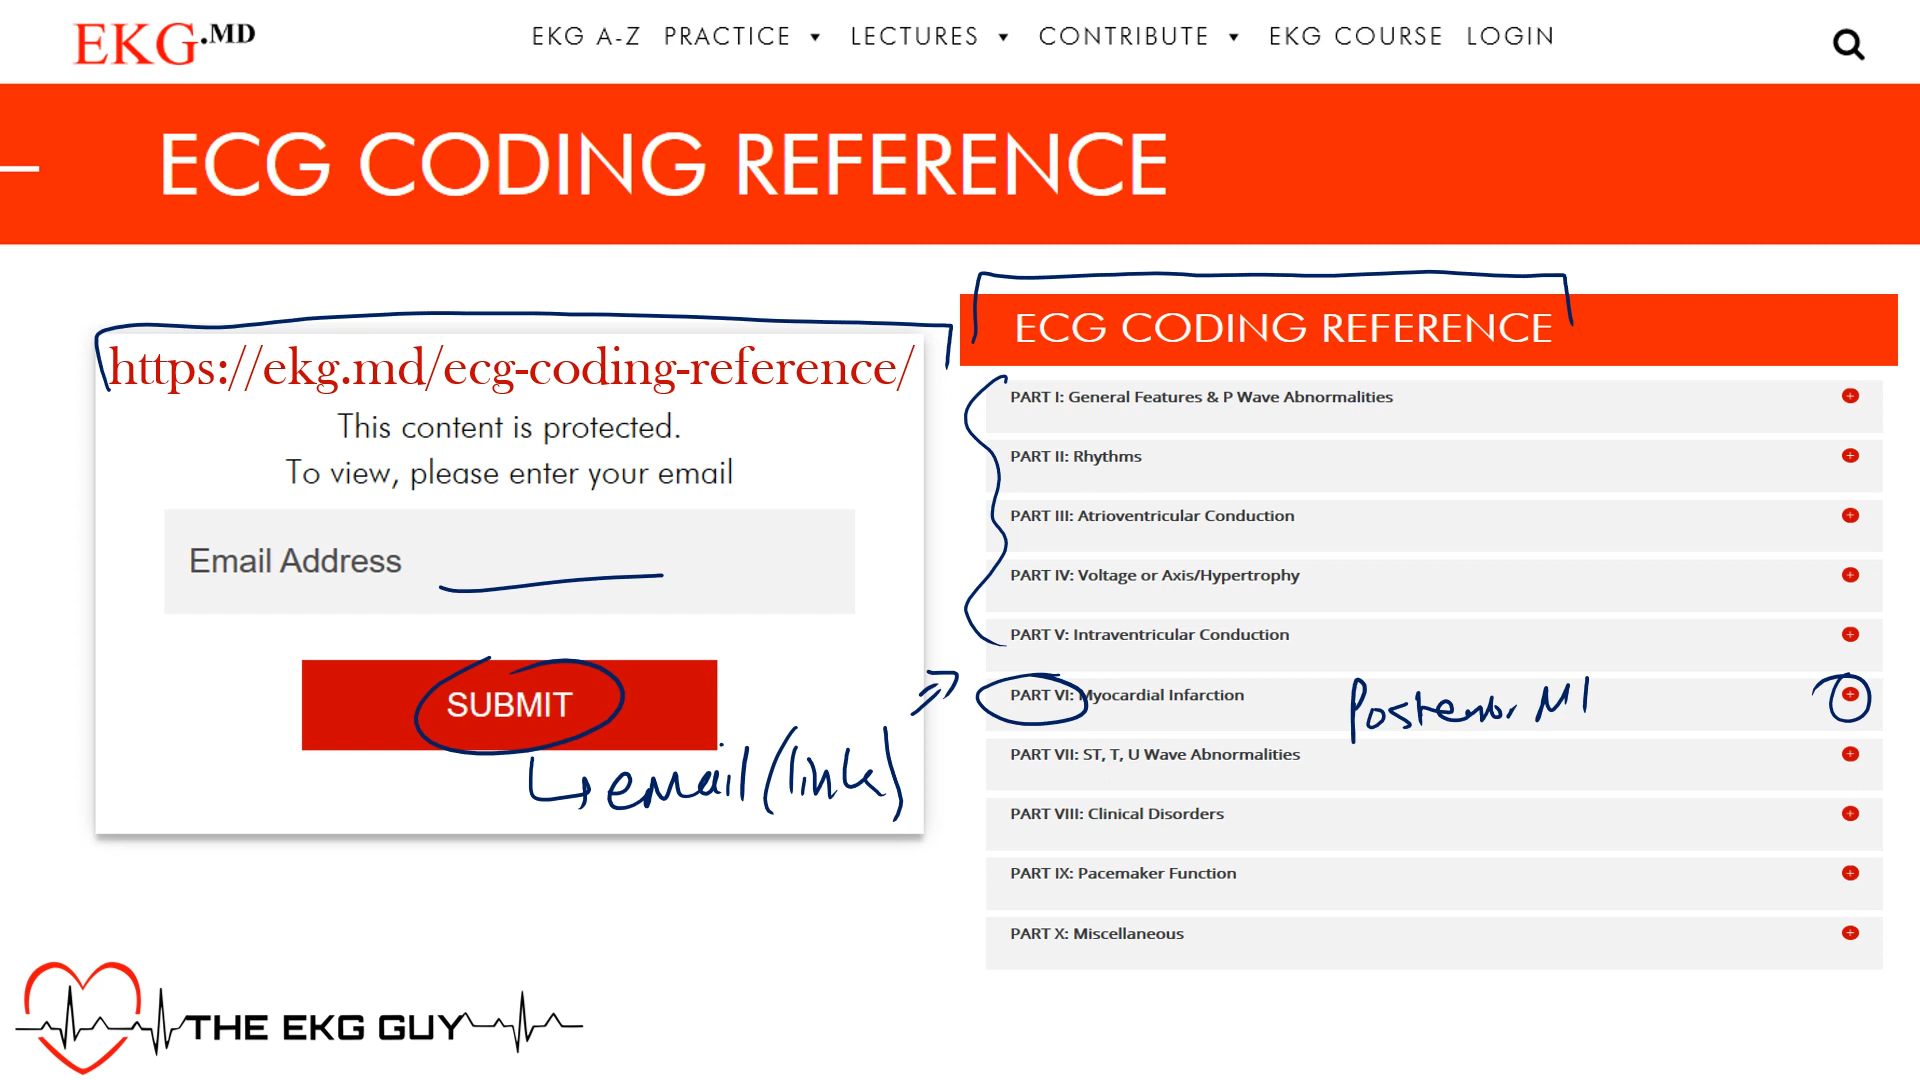 EKG.MD
EKG A-Z PRACTICE LECTURES CONTRIBUTE EKG COURSE LOGIN
ECG CODING REFERENCE
https://ekg.md/ecg-coding-reference/
This content is protected.
To view, please enter your email
Email Address
SUBMIT
email (link)
ECG CODING REFERENCE
PART I: General Features & P Wave Abnormalities
PART II: Rhythms
PART III: Atrioventricular Conduction
PART IV: Voltage or Axis/Hypertrophy
PART V: Intraventricular Conduction
PART VI: Myocardial Infarction
Posterior MI
PART VII: ST, T, U Wave Abnormalities
PART VIII: Clinical Disorders
PART IX: Pacemaker Function
PART X: Miscellaneous
THE EKG GUY